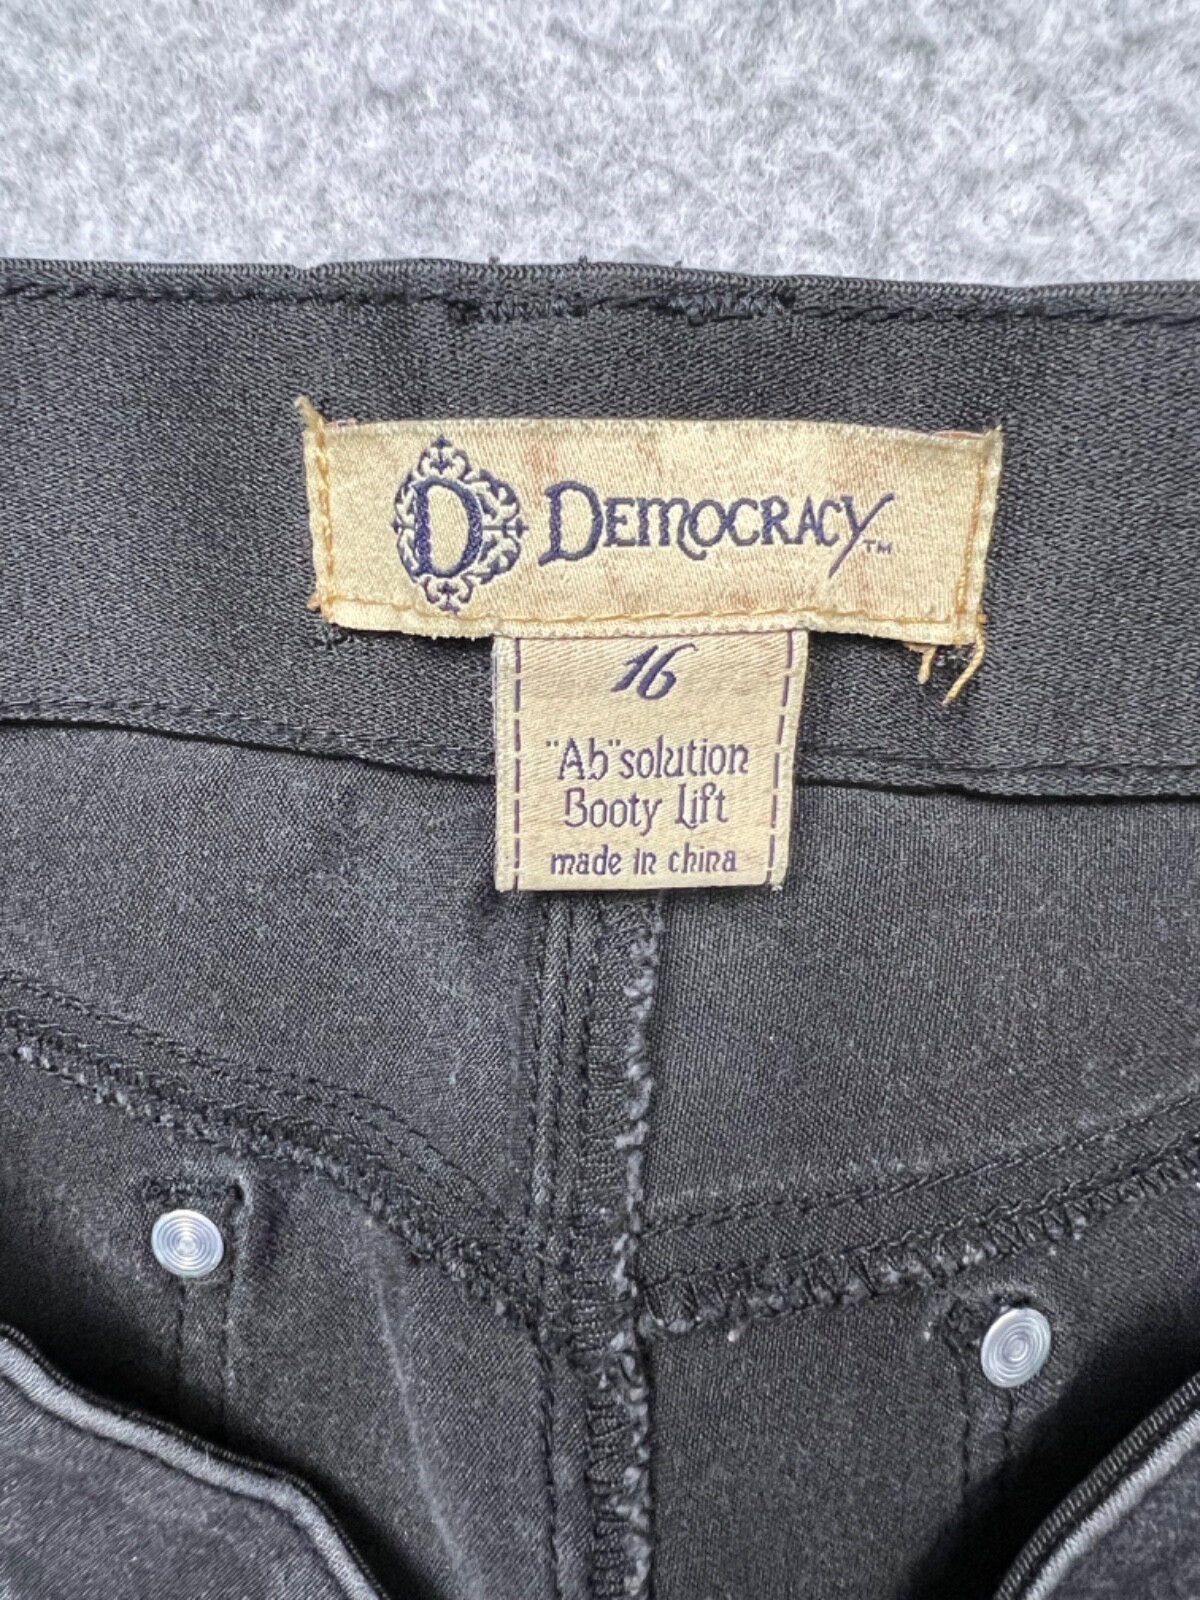 D DEMOCRACY™
16
"Ab"solution
Booty Lift
made in china